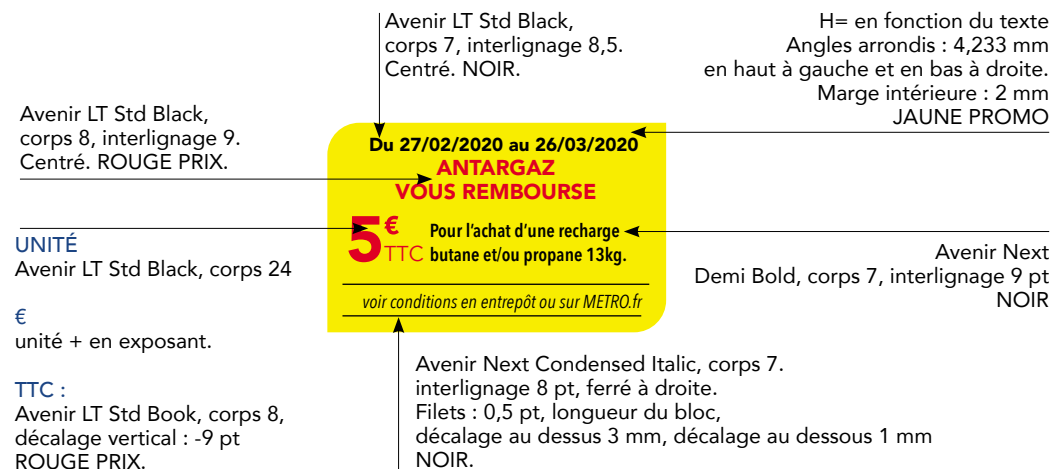 Avenir LT Std Black,
corps 7, interlignage 8,5.
Centré. NOIR.
H= en fonction du texte
Angles arrondis : 4,233 mm
en haut à gauche et en bas à droite.
Marge intérieure : 2 mm
JAUNE PROMO
Avenir LT Std Black,
corps 8, interlignage 9.
Centré. ROUGE PRIX.
Du 27/02/2020 au 26/03/2020
ANTARGAZ
VOUS REMBOURSE
5€ TTC
Pour l'achat d'une recharge
butane et/ou propane 13kg.
voir conditions en entrepôt ou sur METRO.fr
UNITÉ
Avenir LT Std Black, corps 24
€
unité + en exposant.
TTC :
Avenir LT Std Book, corps 8,
décalage vertical : -9 pt
ROUGE PRIX.
Avenir Next
Demi Bold, corps 7, interlignage 9 pt
NOIR
Avenir Next Condensed Italic, corps 7.
interlignage 8 pt, ferré à droite.
Filets : 0,5 pt, longueur du bloc,
décalage au dessus 3 mm, décalage au dessous 1 mm
NOIR.